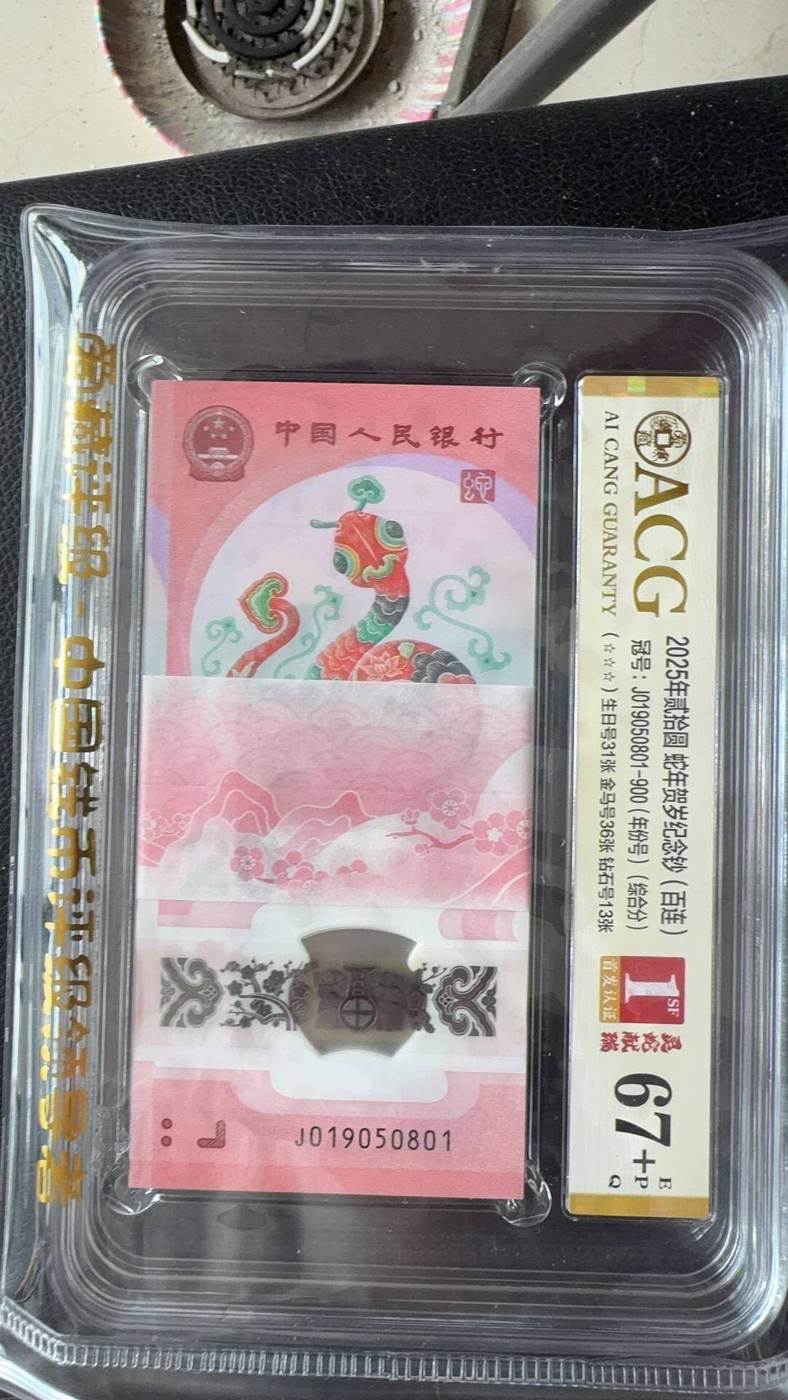 中国人民银行
蛇
J019050801
ACG
AI CANG GUARANTY
2025年贰拾圆 蛇年贺岁纪念钞 (百连)
冠号: J019050801-900 (年份号) (综合分)
(☆☆☆) 生日号31张 金马号36张 钻石号13张
1SF
首发认证
灵蛇献瑞
67+
EPQ
爱藏评级 - 中国钱币评级领导者